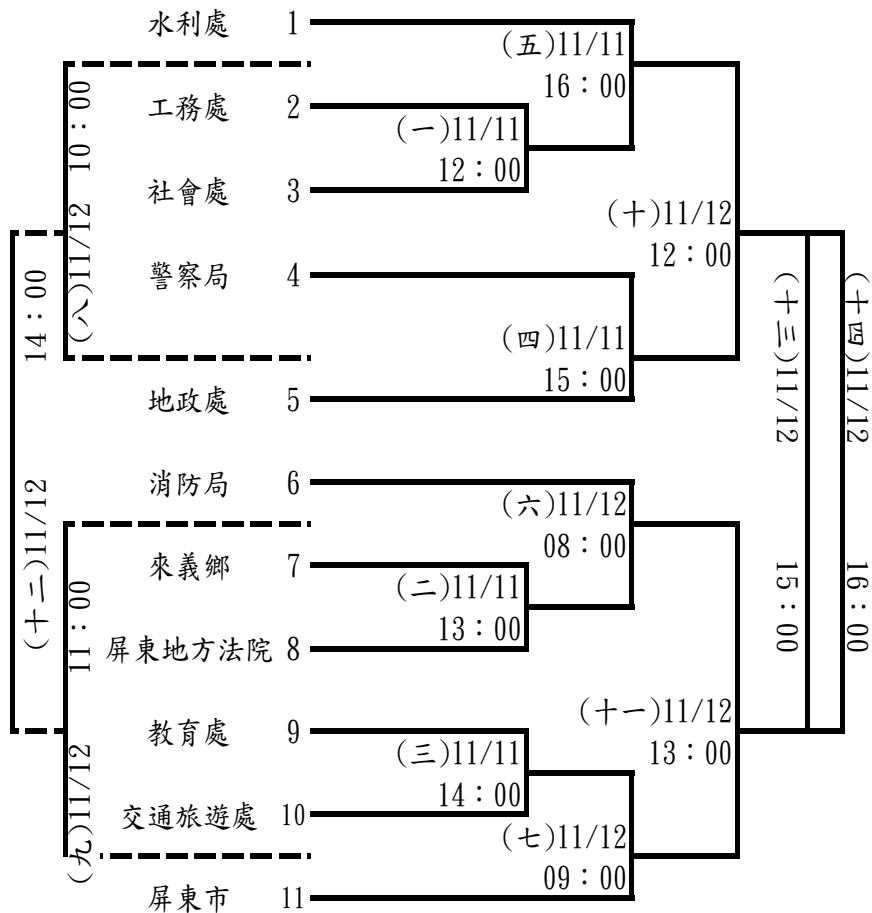 水利處 1
(五)11/11
16：00
工務處 2
(一)11/11
12：00
社會處 3
(十)11/12
12：00
警察局 4
(四)11/11
15：00
地政處 5
消防局 6
(六)11/12
08：00
來義鄉 7
(二)11/11
13：00
屏東地方法院 8
(十一)11/12
13：00
教育處 9
(三)11/11
14：00
交通旅遊處 10
(七)11/12
09：00
屏東市 11
(八)11/12 10：00
(九)11/12 11：00
(十二)11/12 14：00
(十三)11/12 15：00
(十四)11/12 16：00